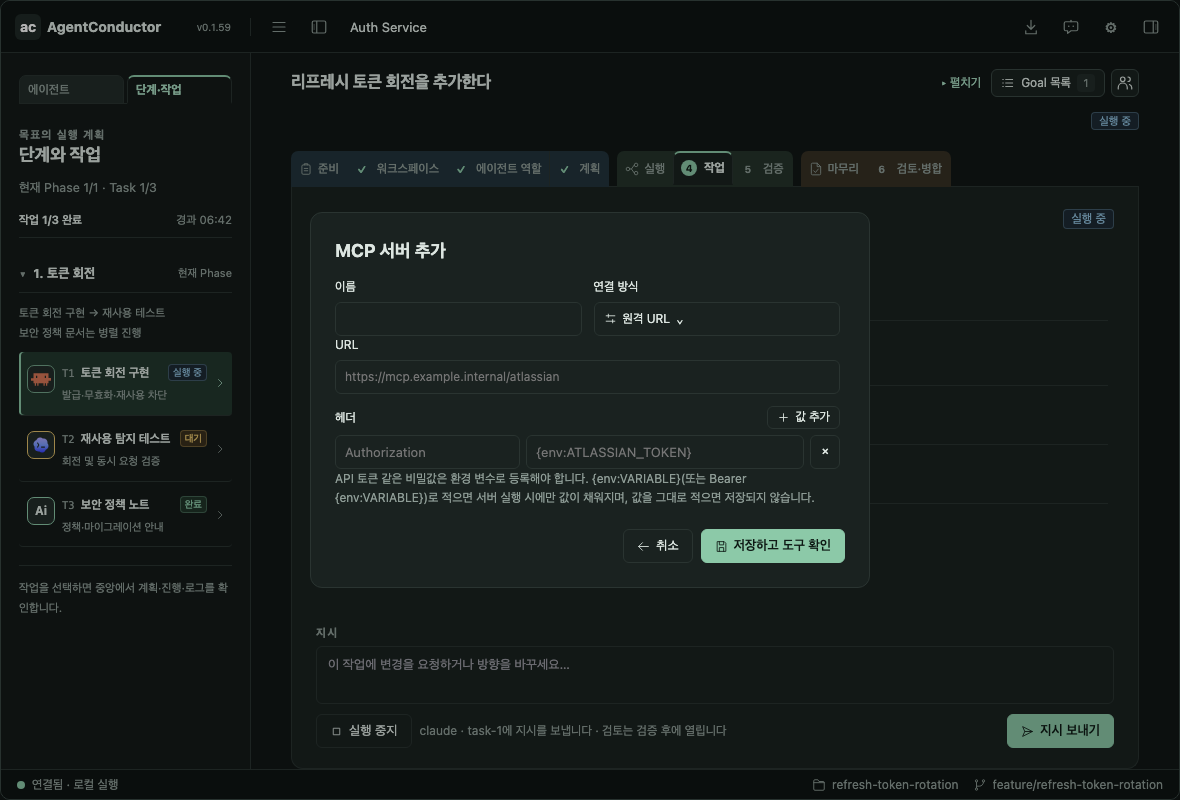 ac AgentConductor v0.1.59 Auth Service
에이전트 단계·작업
목표의 실행 계획
단계와 작업
현재 Phase 1/1 · Task 1/3
작업 1/3 완료 경과 06:42
▾ 1. 토큰 회전 현재 Phase
토큰 회전 구현 → 재사용 테스트
보안 정책 문서는 병렬 진행
T1 토큰 회전 구현 실행 중
발급·무효화·재사용 차단
T2 재사용 탐지 테스트 대기
회전 및 동시 요청 검증
Ai T3 보안 정책 노트 완료
정책·마이그레이션 안내
작업을 선택하면 중앙에서 계획·진행·로그를 확
인합니다.
리프레시 토큰 회전을 추가한다 ▸ 펼치기 Goal 목록 1
실행 중
준비 ✓ 워크스페이스 ✓ 에이전트 역할 ✓ 계획 실행 4 작업 5 검증 마무리 6 검토·병합
실행 중
MCP 서버 추가
이름 연결 방식
원격 URL
URL
https://mcp.example.internal/atlassian
헤더 + 값 추가
Authorization {env:ATLASSIAN_TOKEN} ×
API 토큰 같은 비밀값은 환경 변수로 등록해야 합니다. {env:VARIABLE}(또는 Bearer
{env:VARIABLE})로 적으면 서버 실행 시에만 값이 채워지며, 값을 그대로 적으면 저장되지 않습니다.
← 취소 저장하고 도구 확인
지시
이 작업에 변경을 요청하거나 방향을 바꾸세요...
실행 중지 claude · task-1에 지시를 보냅니다 · 검토는 검증 후에 열립니다 지시 보내기
연결됨 · 로컬 실행 refresh-token-rotation feature/refresh-token-rotation